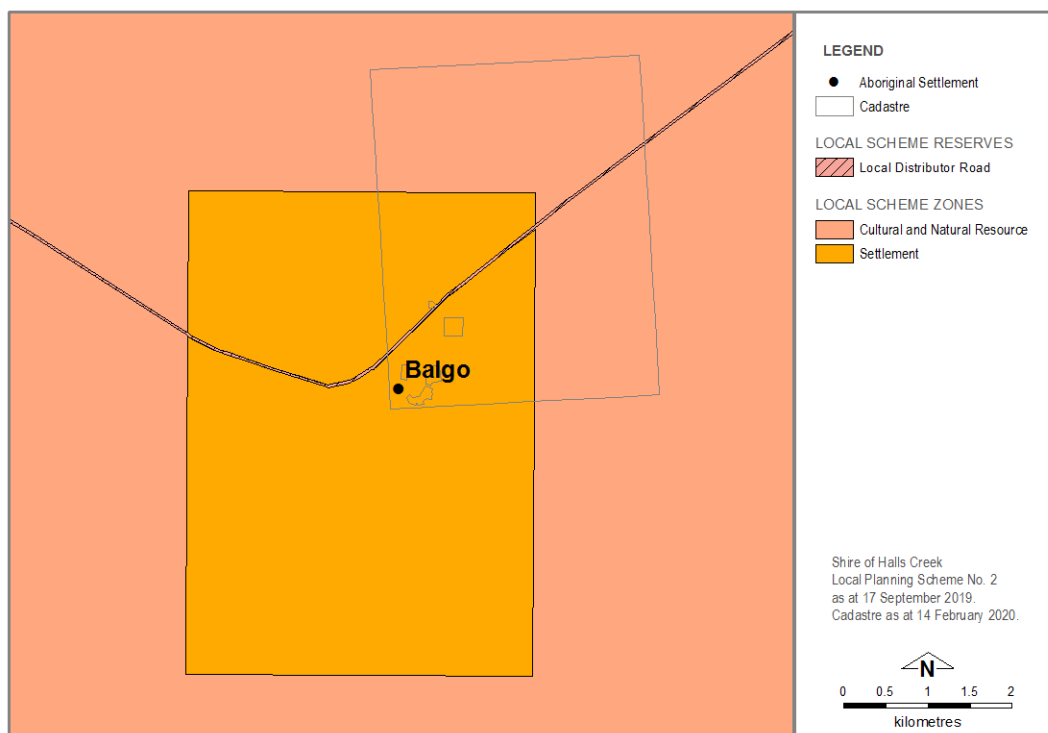 Balgo
LEGEND
Aboriginal Settlement
Cadastre
LOCAL SCHEME RESERVES
Local Distributor Road
LOCAL SCHEME ZONES
Cultural and Natural Resource
Settlement
Shire of Halls Creek
Local Planning Scheme No. 2
as at 17 September 2019.
Cadastre as at 14 February 2020.
N
0 0.5 1 1.5 2
kilometres